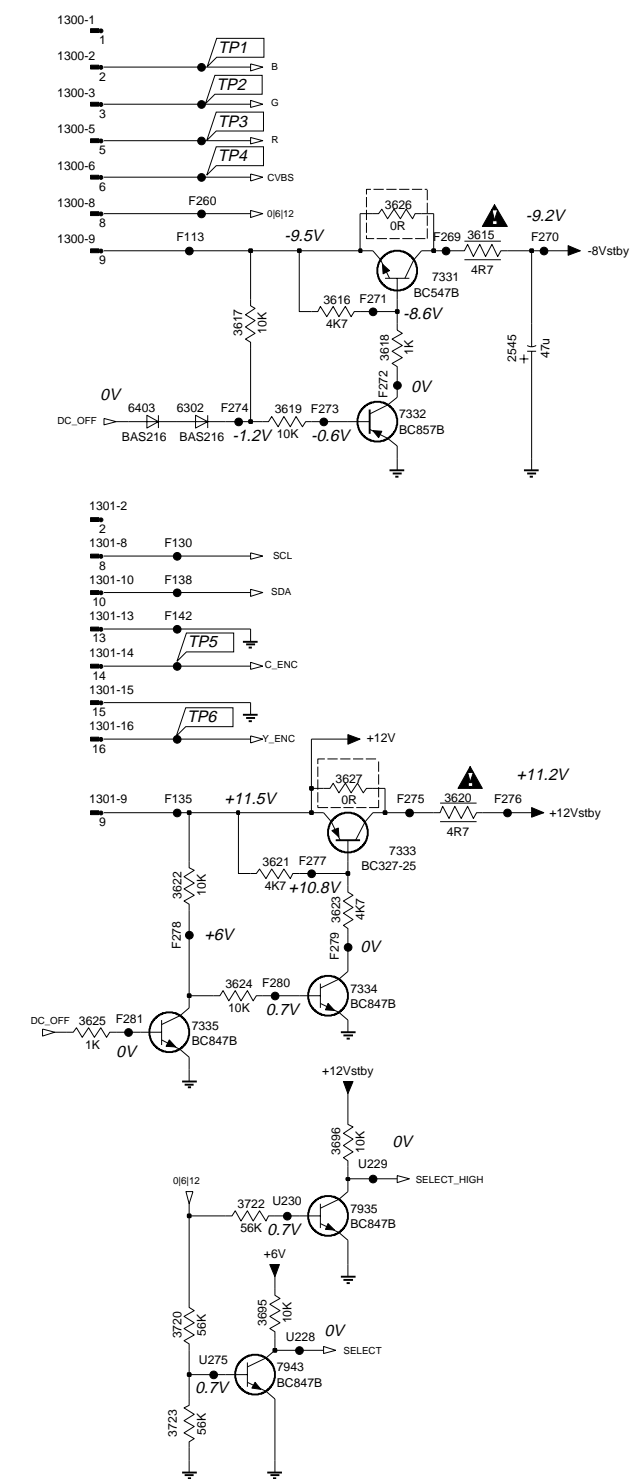 1300-1
1
1300-2
TP1
2
B
1300-3
TP2
3
G
1300-5
TP3
5
R
1300-6
TP4
6
CVBS
1300-8
F260
8
0|6|12
3626
0R
-9.2V
1300-9
F113
-9.5V
F269
3615
F270
9
-8Vstby
7331
BC547B
4R7
3617
10K
3616
F271
4K7
-8.6V
3618
1K
2545
+
47u
F272
0V
0V
6403
6302
F274
3619
F273
7332
BC857B
DC_OFF
BAS216
BAS216
-1.2V
10K
-0.6V
1301-2
2
1301-8
F130
8
SCL
1301-10
F138
10
SDA
1301-13
F142
13
TP5
1301-14
14
C_ENC
1301-15
15
TP6
1301-16
16
Y_ENC
+12V
3627
0R
+11.2V
1301-9
F135
+11.5V
F275
3620
F276
9
+12Vstby
4R7
7333
BC327-25
3622
10K
3621
F277
4K7
+10.8V
3623
4K7
F278
+6V
F279
0V
3624
F280
7334
BC847B
10K
0.7V
DC_OFF
3625
F281
7335
BC847B
1K
0V
+12Vstby
3696
10K
0V
U229
SELECT_HIGH
0|6|12
3722
U230
7935
BC847B
56K
0.7V
+6V
3695
10K
3720
56K
0V
U228
SELECT
U275
7943
BC847B
0.7V
3723
56K